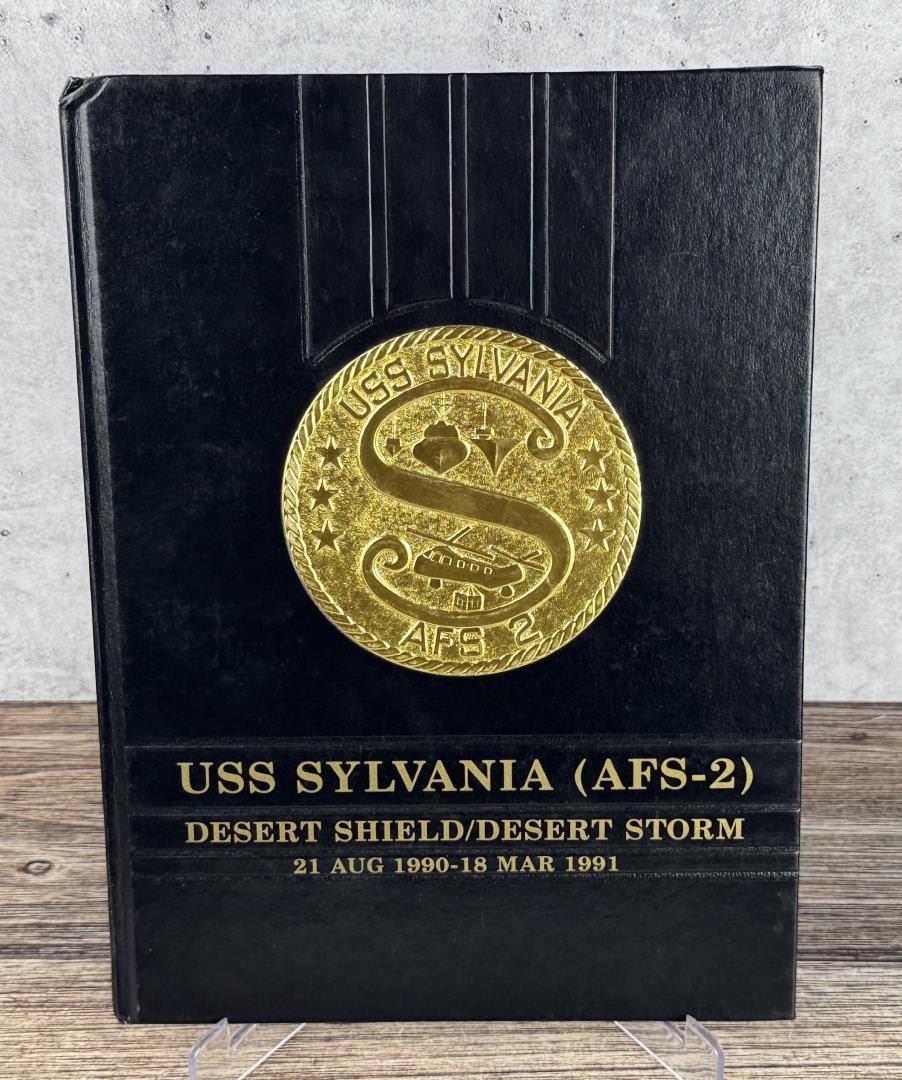 USS SYLVANIA
AFS 2
USS SYLVANIA (AFS-2)
DESERT SHIELD/DESERT STORM
21 AUG 1990-18 MAR 1991